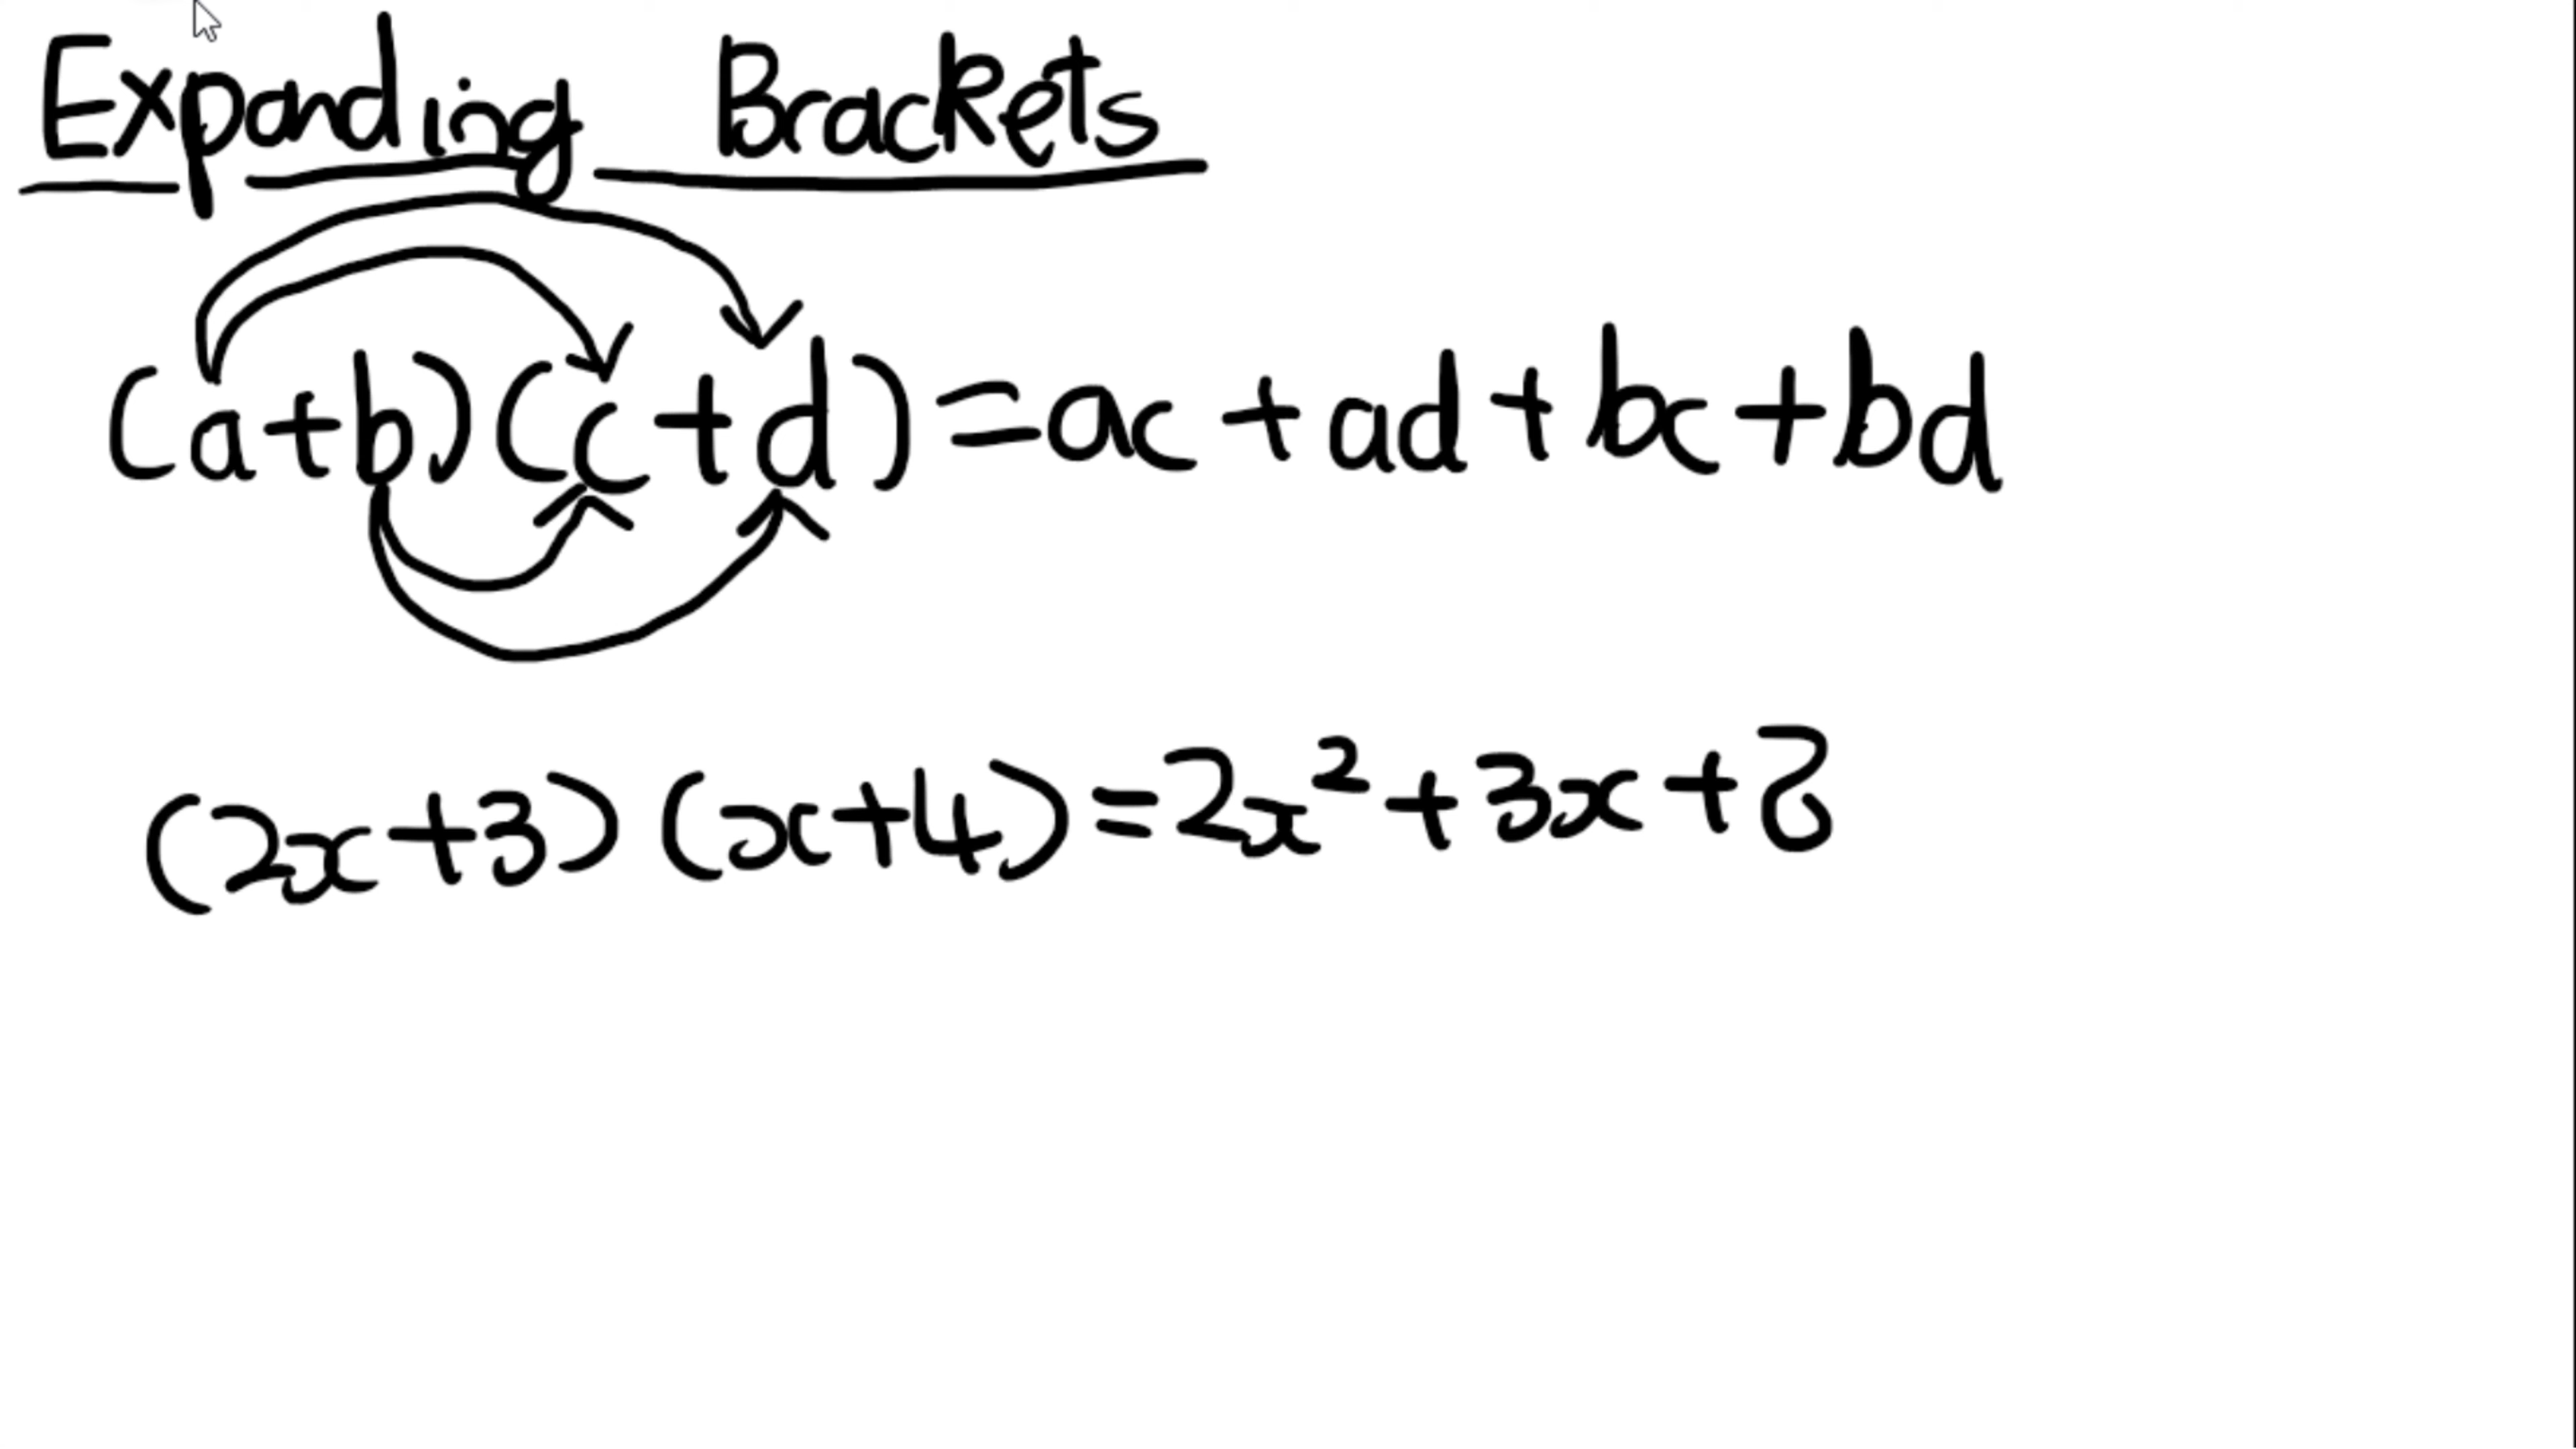 Expanding Brackets
(a+b)(c+d)=ac+ad+bc+bd
(2x+3)(x+4)=2x²+3x+8